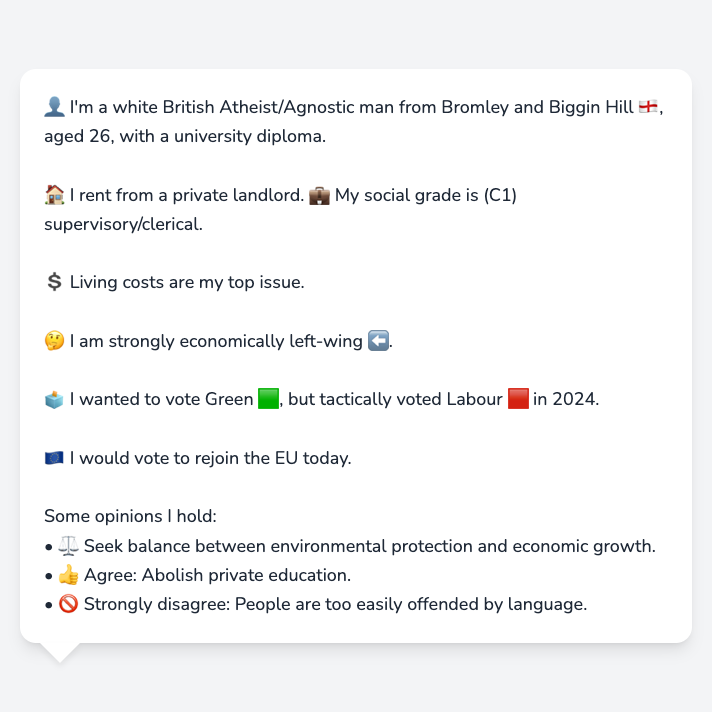 👤 I'm a white British Atheist/Agnostic man from Bromley and Biggin Hill 🏴󠁧󠁢󠁥󠁮󠁧󠁿,
aged 26, with a university diploma.
🏠 I rent from a private landlord. 💼 My social grade is (C1)
supervisory/clerical.
💲 Living costs are my top issue.
🤔 I am strongly economically left-wing ⬅️.
🗳️ I wanted to vote Green 🟩, but tactically voted Labour 🟥 in 2024.
🇪🇺 I would vote to rejoin the EU today.
Some opinions I hold:
• ⚖️ Seek balance between environmental protection and economic growth.
• 👍 Agree: Abolish private education.
• 🚫 Strongly disagree: People are too easily offended by language.